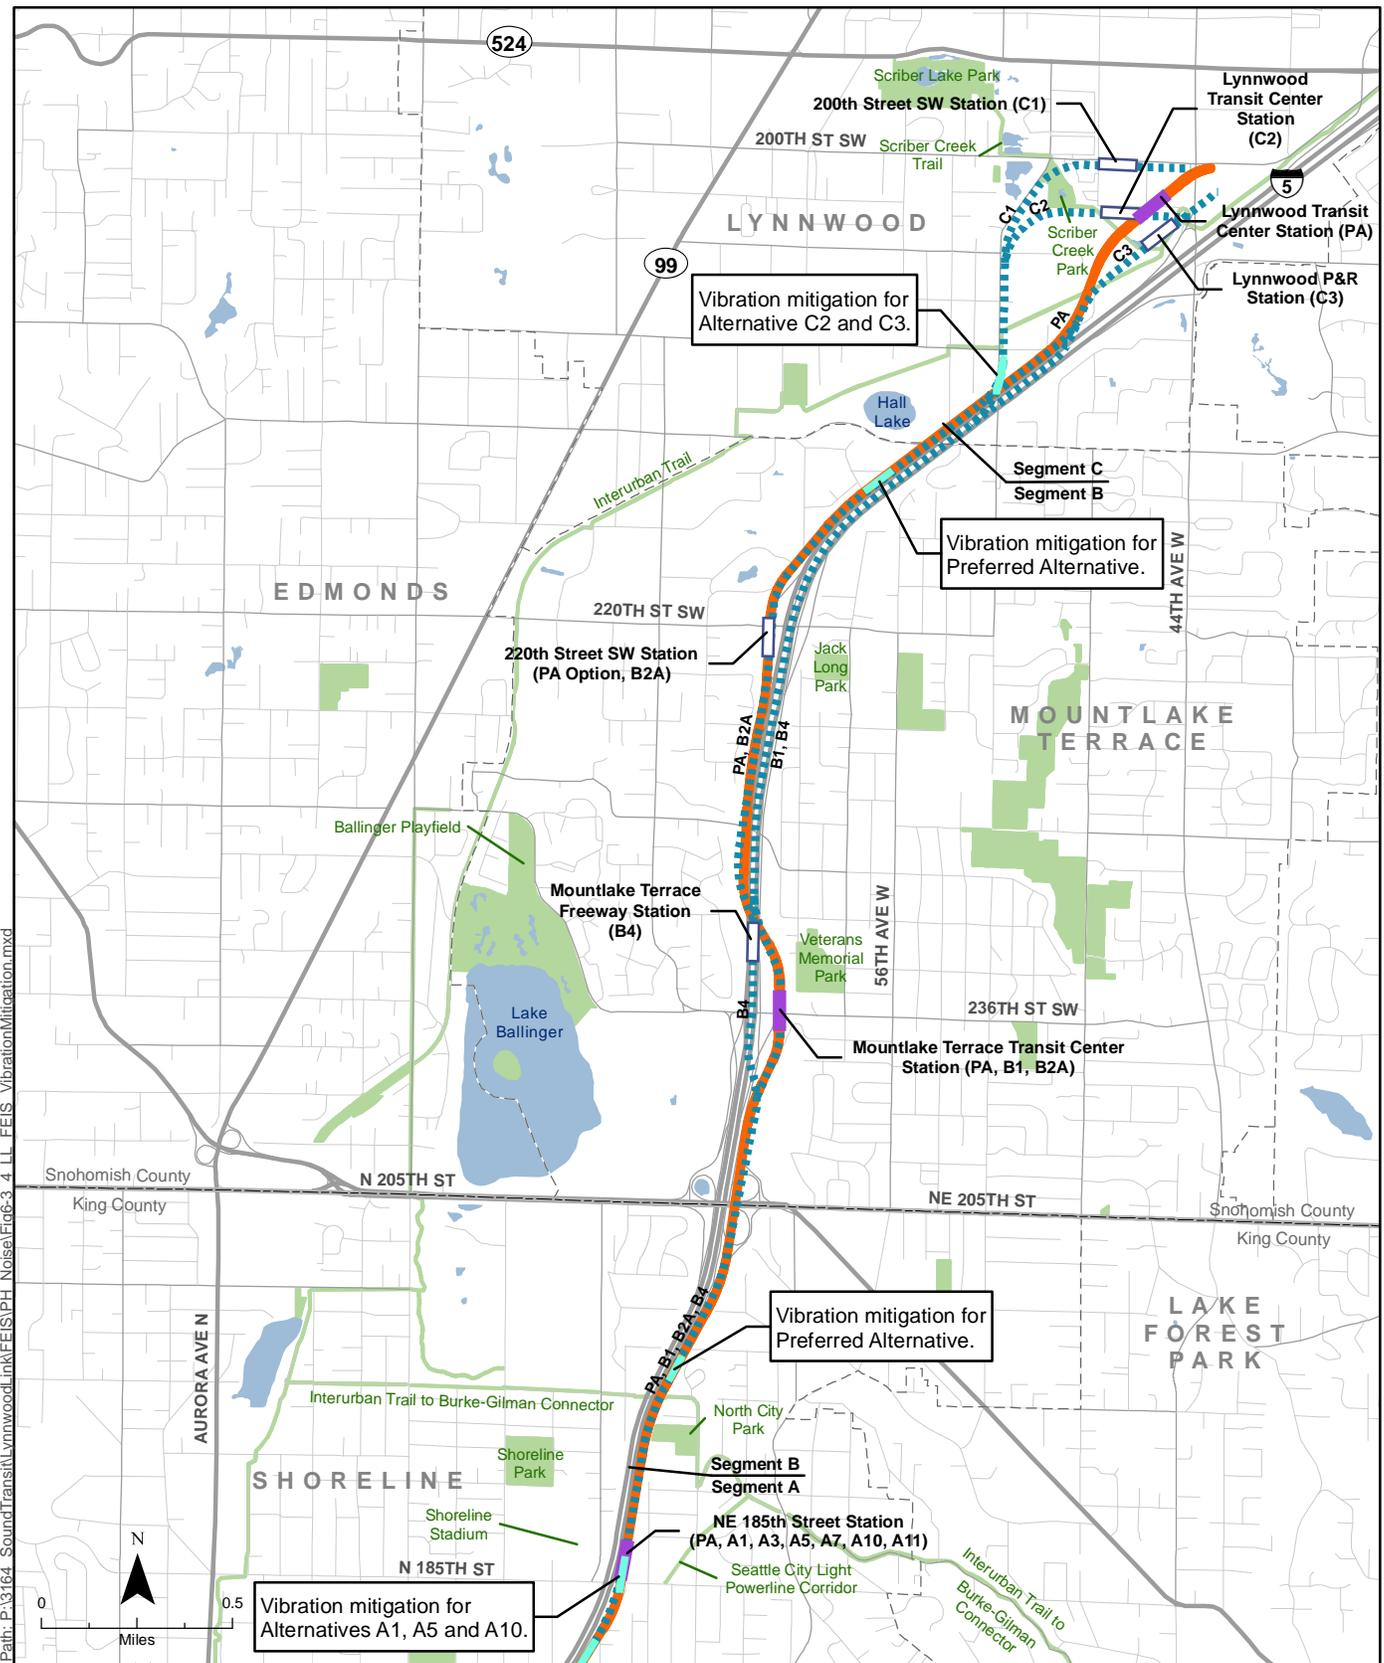 524
Scriber Lake Park
Lynnwood
Transit Center
Station
(C2)
200th Street SW Station (C1)
200TH ST SW
Scriber Creek
Trail
5
C1
C2
LYNNWOOD
Scriber
Creek
Park
Lynnwood Transit
Center Station (PA)
C3
99
Lynnwood P&R
Station (C3)
Vibration mitigation for
Alternative C2 and C3.
PA
Hall
Lake
Interurban Trail
Segment C
Segment B
Vibration mitigation for
Preferred Alternative.
44TH AVE W
EDMONDS
220TH ST SW
220th Street SW Station
(PA Option, B2A)
Jack
Long
Park
MOUNTLAKE
TERRACE
PA, B2A
B1, B4
Ballinger Playfield
Mountlake Terrace
Freeway Station
(B4)
56TH AVE W
Veterans
Memorial
Park
B4
236TH ST SW
Lake
Ballinger
Mountlake Terrace Transit Center
Station (PA, B1, B2A)
Snohomish County
King County
N 205TH ST
NE 205TH ST
Snohomish County
King County
LAKE
FOREST
PARK
PA, B1, B2A, B4
Vibration mitigation for
Preferred Alternative.
AURORA AVE N
Interurban Trail to Burke-Gilman Connector
North City
Park
Shoreline
Park
SHORELINE
Segment B
Segment A
Shoreline
Stadium
NE 185th Street Station
(PA, A1, A3, A5, A7, A10, A11)
N 185TH ST
Seattle City Light
Powerline Corridor
Interurban Trail to
Burke-Gilman
Connector
N
0
0.5
Miles
Vibration mitigation for
Alternatives A1, A5 and A10.
Path: P:\3164_SoundTransit\LynnwoodLink\FEIS\PH_Noise\Fig6-3_4_LL_FEIS_VibrationMitigation.mxd